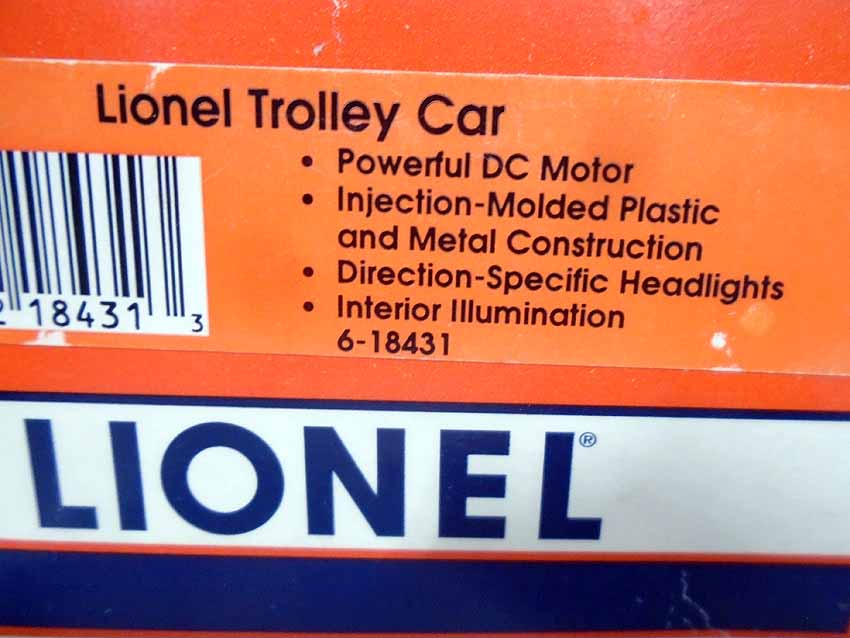 Lionel Trolley Car
• Powerful DC Motor
• Injection-Molded Plastic
and Metal Construction
• Direction-Specific Headlights
• Interior Illumination
6-18431
2 18431 3
LIONEL®